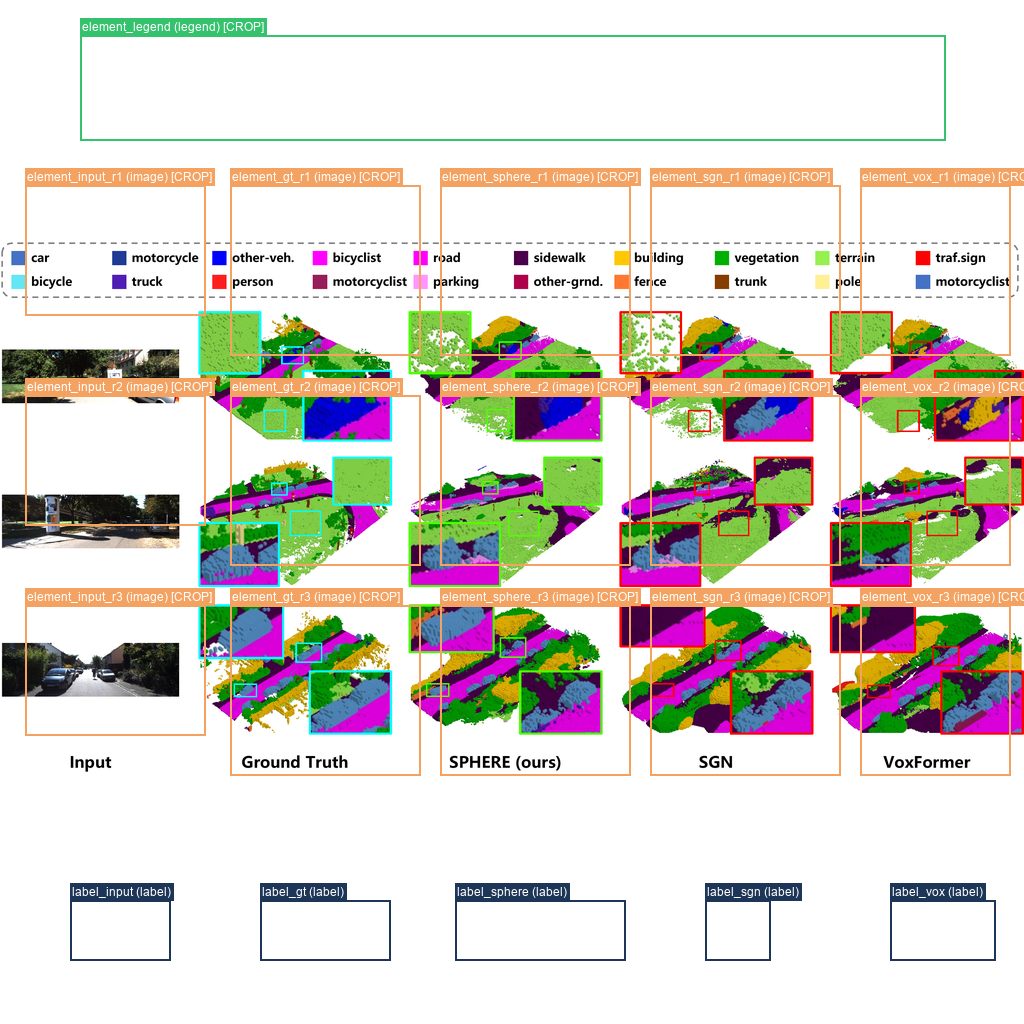 element_legend (legend) [CROP]
element_input_r1 (image) [CROP]
element_gt_r1 (image) [CROP]
element_sphere_r1 (image) [CROP]
element_sgn_r1 (image) [CROP]
element_vox_r1 (image) [CRO
car motorcycle other-veh. bicyclist road sidewalk building vegetation terrain traf.sign
bicycle truck person motorcyclist parking other-grnd. fence trunk pole motorcyclist
element_input_r2 (image) [CROP]
element_gt_r2 (image) [CROP]
element_sphere_r2 (image) [CROP]
element_sgn_r2 (image) [CROP]
element_vox_r2 (image) [CRO
element_input_r3 (image) [CROP]
element_gt_r3 (image) [CROP]
element_sphere_r3 (image) [CROP]
element_sgn_r3 (image) [CROP]
element_vox_r3 (image) [CRO
Input Ground Truth SPHERE (ours) SGN VoxFormer
label_input (label)
label_gt (label)
label_sphere (label)
label_sgn (label)
label_vox (label)